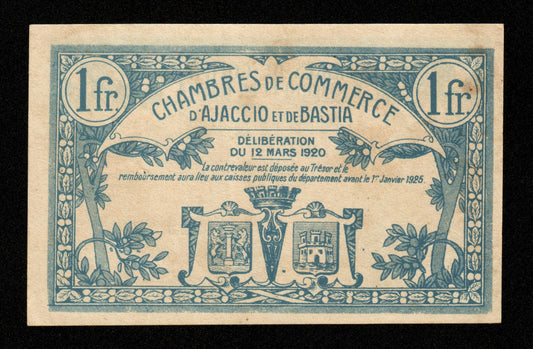 1 fr.
1 fr.
CHAMBRES DE COMMERCE
D'AJACCIO ET DE BASTIA
DÉLIBÉRATION
DU 12 MARS 1920
La contrevaleur est déposée au Trésor et le
remboursement aura lieu aux caisses publiques du département avant le 1er Janvier 1925.